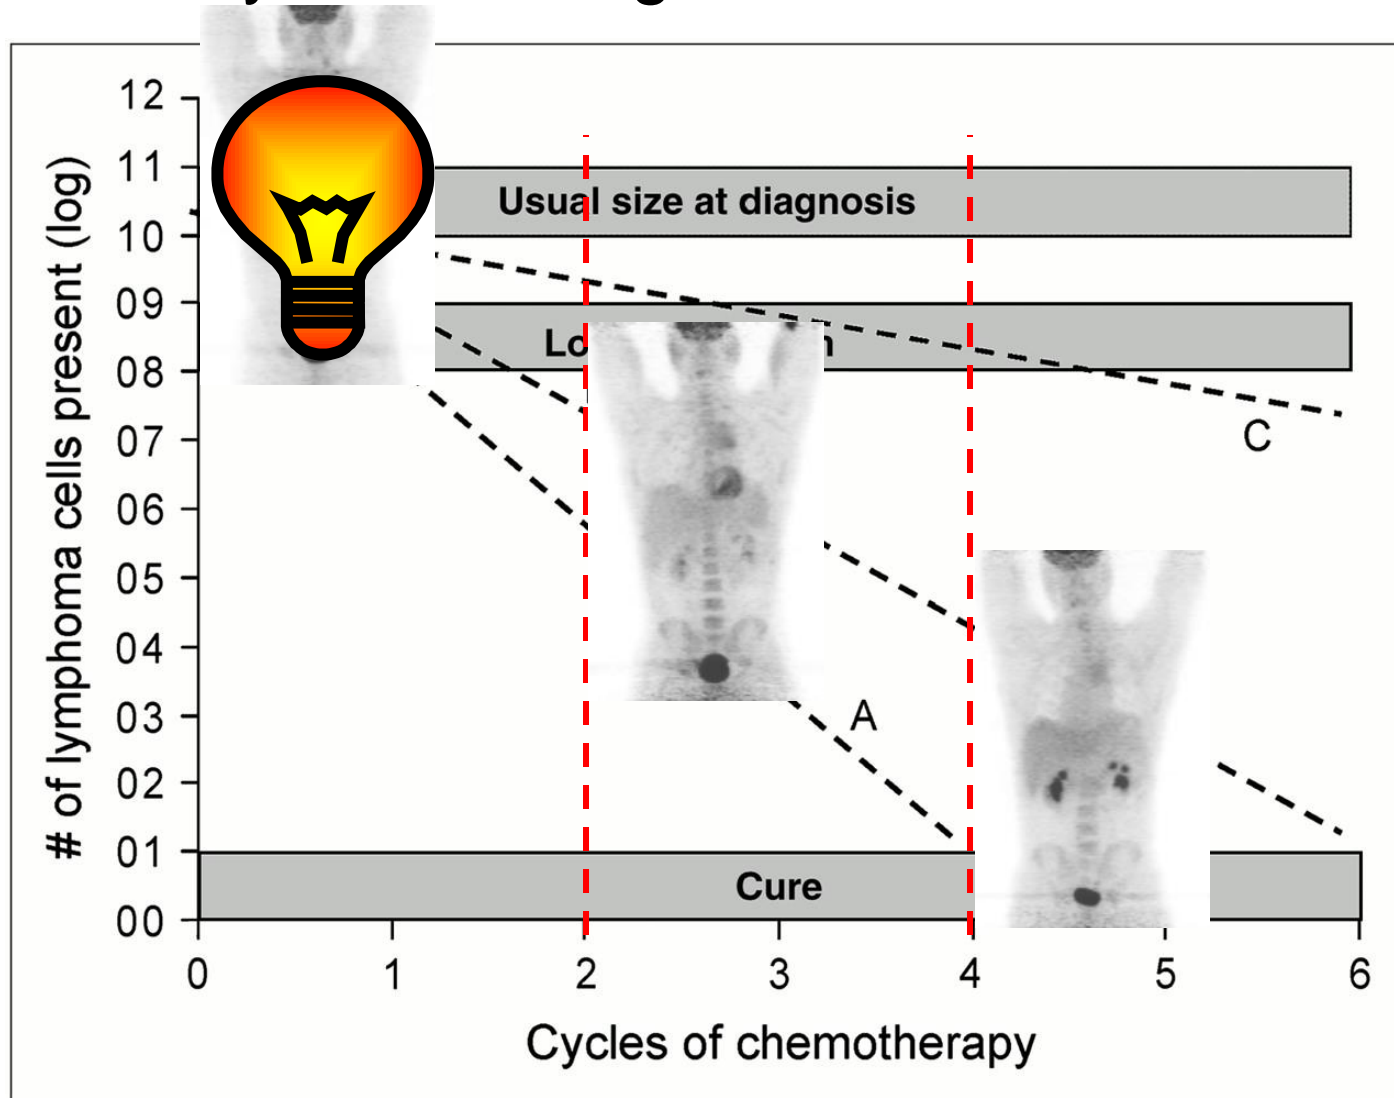 12
11
10
09
08
07
06
05
04
03
02
01
00
# of lymphoma cells present (log)
Usual size at diagnosis
C
A
Cure
0 1 2 3 4 5 6
Cycles of chemotherapy